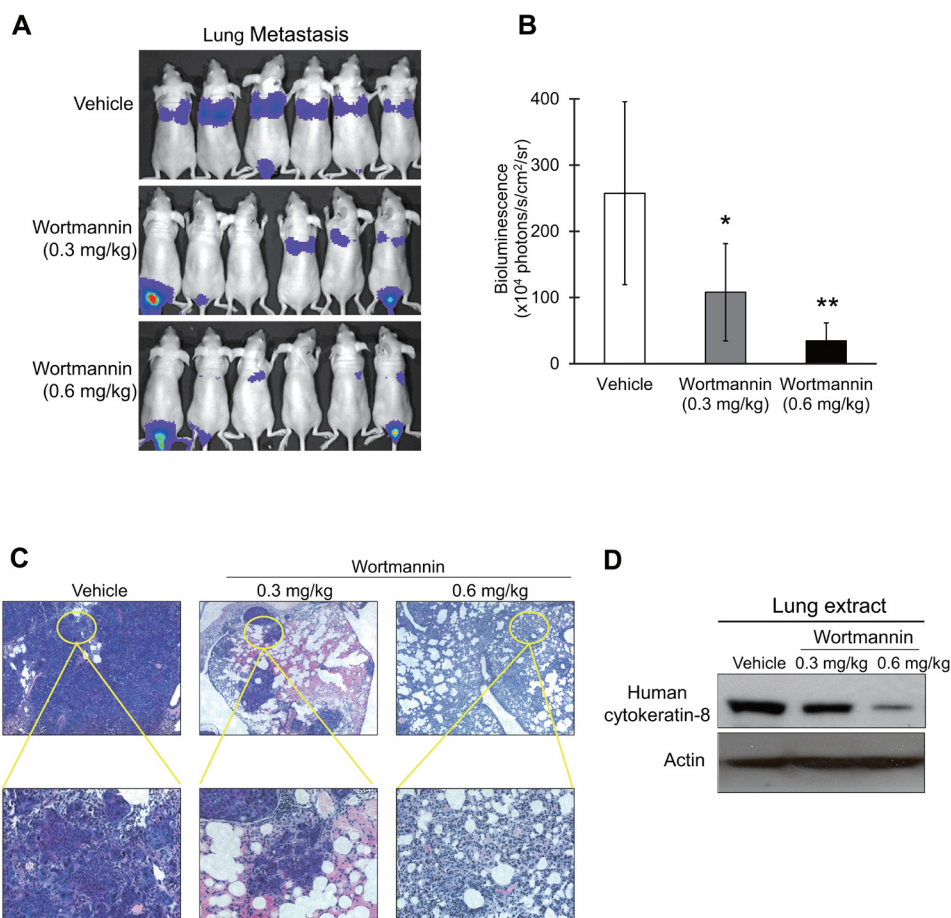 A
Lung Metastasis
Vehicle
Wortmannin
(0.3 mg/kg)
Wortmannin
(0.6 mg/kg)
B
Bioluminescence
(x10⁴ photons/s/cm²/sr)
400
300
200
100
0
*
**
Vehicle
Wortmannin
(0.3 mg/kg)
Wortmannin
(0.6 mg/kg)
C
Wortmannin
Vehicle
0.3 mg/kg
0.6 mg/kg
D
Lung extract
Wortmannin
Vehicle 0.3 mg/kg 0.6 mg/kg
Human
cytokeratin-8
Actin